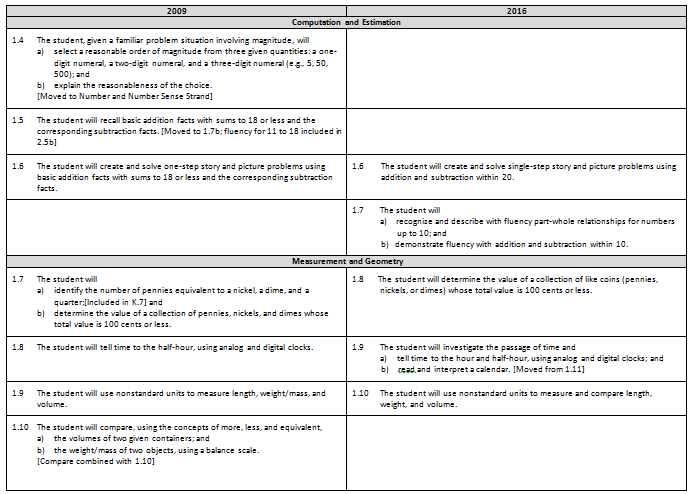 2009
2016
Computation and Estimation
1.4 The student, given a familiar problem situation involving magnitude, will
a) select a reasonable order of magnitude from three given quantities: a one-
digit numeral, a two-digit numeral, and a three-digit numeral (e.g., 5, 50,
500); and
b) explain the reasonableness of the choice.
[Moved to Number and Number Sense Strand]
1.5 The student will recall basic addition facts with sums to 18 or less and the
corresponding subtraction facts. [Moved to 1.7b; fluency for 11 to 18 included in
2.5b]
1.6 The student will create and solve one-step story and picture problems using
basic addition facts with sums to 18 or less and the corresponding subtraction
facts.
1.6 The student will create and solve single-step story and picture problems using
addition and subtraction within 20.
1.7 The student will
a) recognize and describe with fluency part-whole relationships for numbers
up to 10; and
b) demonstrate fluency with addition and subtraction within 10.
Measurement and Geometry
1.7 The student will
a) identify the number of pennies equivalent to a nickel, a dime, and a
quarter;[Included in K.7] and
b) determine the value of a collection of pennies, nickels, and dimes whose
total value is 100 cents or less.
1.8 The student will determine the value of a collection of like coins (pennies,
nickels, or dimes) whose total value is 100 cents or less.
1.8 The student will tell time to the half-hour, using analog and digital clocks.
1.9 The student will investigate the passage of time and
a) tell time to the hour and half-hour, using analog and digital clocks; and
b) read and interpret a calendar. [Moved from 1.11]
1.9 The student will use nonstandard units to measure length, weight/mass, and
volume.
1.10 The student will use nonstandard units to measure and compare length,
weight, and volume.
1.10 The student will compare, using the concepts of more, less, and equivalent,
a) the volumes of two given containers; and
b) the weight/mass of two objects, using a balance scale.
[Compare combined with 1.10]